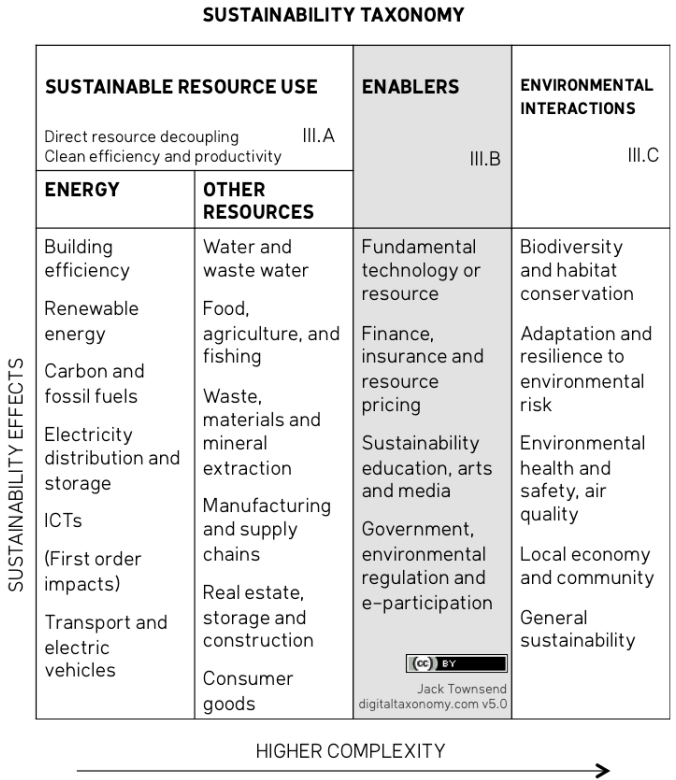 SUSTAINABILITY TAXONOMY
SUSTAINABLE RESOURCE USE
Direct resource decoupling III.A
Clean efficiency and productivity
ENERGY
Building
efficiency
Renewable
energy
Carbon and
fossil fuels
Electricity
distribution and
storage
ICTs
(First order
impacts)
Transport and
electric
vehicles
OTHER
RESOURCES
Water and
waste water
Food,
agriculture, and
fishing
Waste,
materials and
mineral
extraction
Manufacturing
and supply
chains
Real estate,
storage and
construction
Consumer
goods
ENABLERS
III.B
Fundamental
technology or
resource
Finance,
insurance and
resource
pricing
Sustainability
education, arts
and media
Government,
environmental
regulation and
e–participation
cc BY
Jack Townsend
digitaltaxonomy.com v5.0
ENVIRONMENTAL
INTERACTIONS
III.C
Biodiversity
and habitat
conservation
Adaptation and
resilience to
environmental
risk
Environmental
health and
safety, air
quality
Local economy
and community
General
sustainability
SUSTAINABILITY EFFECTS
HIGHER COMPLEXITY